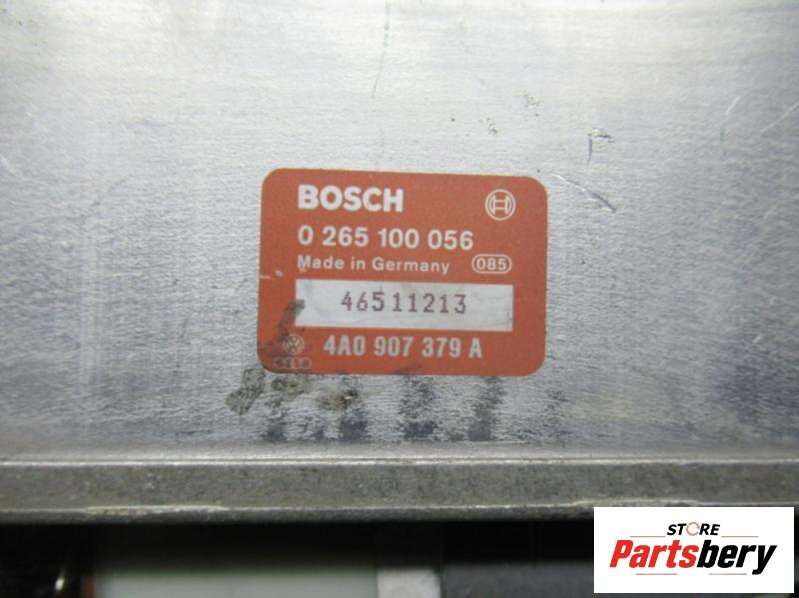 BOSCH
0 265 100 056
Made in Germany 085
46511213
4A0 907 379 A
STORE
Partsbery